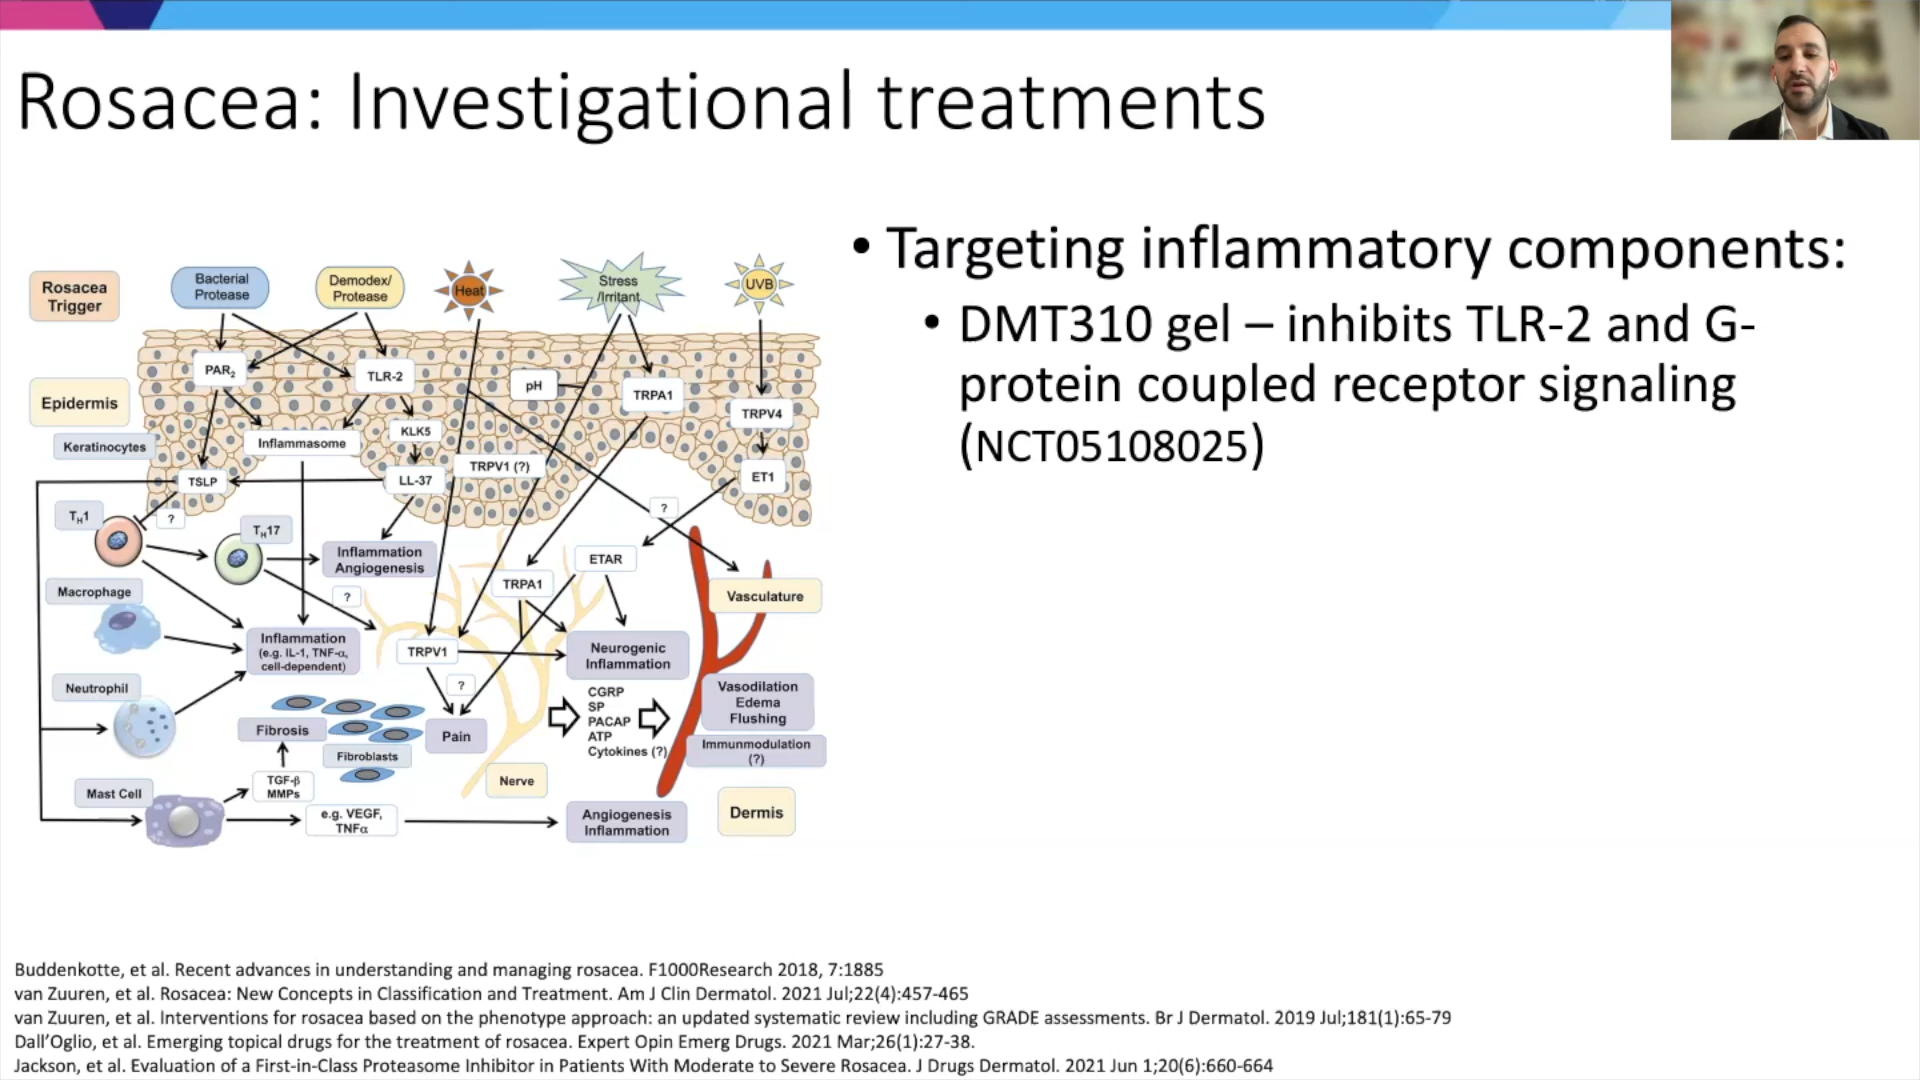 Rosacea: Investigational treatments
• Targeting inflammatory components:
• DMT310 gel – inhibits TLR-2 and G-
protein coupled receptor signaling
(NCT05108025)
Rosacea
Trigger
Bacterial
Protease
Demodex/
Protease
Heat
Stress
/Irritant
UVB
PAR2
TLR-2
pH
TRPA1
TRPV4
Epidermis
Keratinocytes
Inflammasome
KLK5
TRPV1 (?)
TSLP
LL-37
ET1
TH1
?
TH17
?
Inflammation
Angiogenesis
ETAR
TRPA1
Macrophage
?
Vasculature
Inflammation
(e.g. IL-1, TNF-α,
cell-dependent)
TRPV1
Neurogenic
Inflammation
Neutrophil
?
CGRP
SP
PACAP
ATP
Cytokines (?)
Vasodilation
Edema
Flushing
Immunmodulation
(?)
Fibrosis
Fibroblasts
Pain
Nerve
Mast Cell
TGF-β
MMPs
e.g. VEGF,
TNFα
Angiogenesis
Inflammation
Dermis
Buddenkotte, et al. Recent advances in understanding and managing rosacea. F1000Research 2018, 7:1885
van Zuuren, et al. Rosacea: New Concepts in Classification and Treatment. Am J Clin Dermatol. 2021 Jul;22(4):457-465
van Zuuren, et al. Interventions for rosacea based on the phenotype approach: an updated systematic review including GRADE assessments. Br J Dermatol. 2019 Jul;181(1):65-79
Dall’Oglio, et al. Emerging topical drugs for the treatment of rosacea. Expert Opin Emerg Drugs. 2021 Mar;26(1):27-38.
Jackson, et al. Evaluation of a First-in-Class Proteasome Inhibitor in Patients With Moderate to Severe Rosacea. J Drugs Dermatol. 2021 Jun 1;20(6):660-664